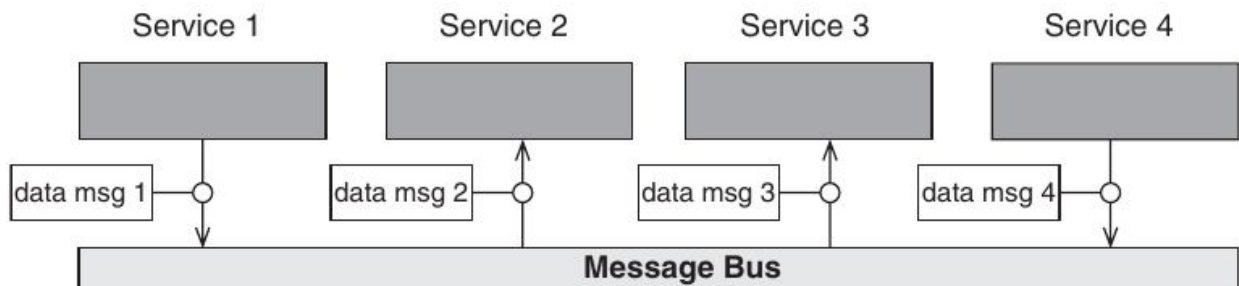 Service 1
Service 2
Service 3
Service 4
data msg 1
data msg 2
data msg 3
data msg 4
Message Bus